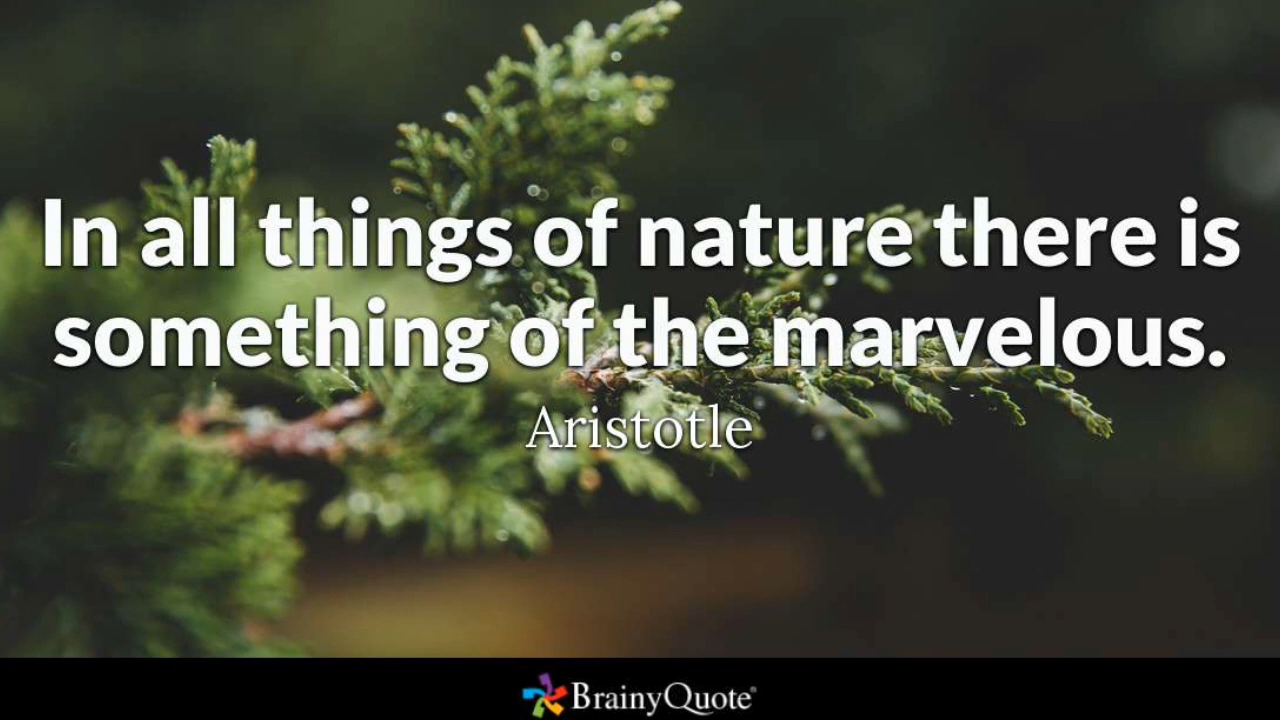 In all things of nature there is
something of the marvelous.
Aristotle
BrainyQuote®